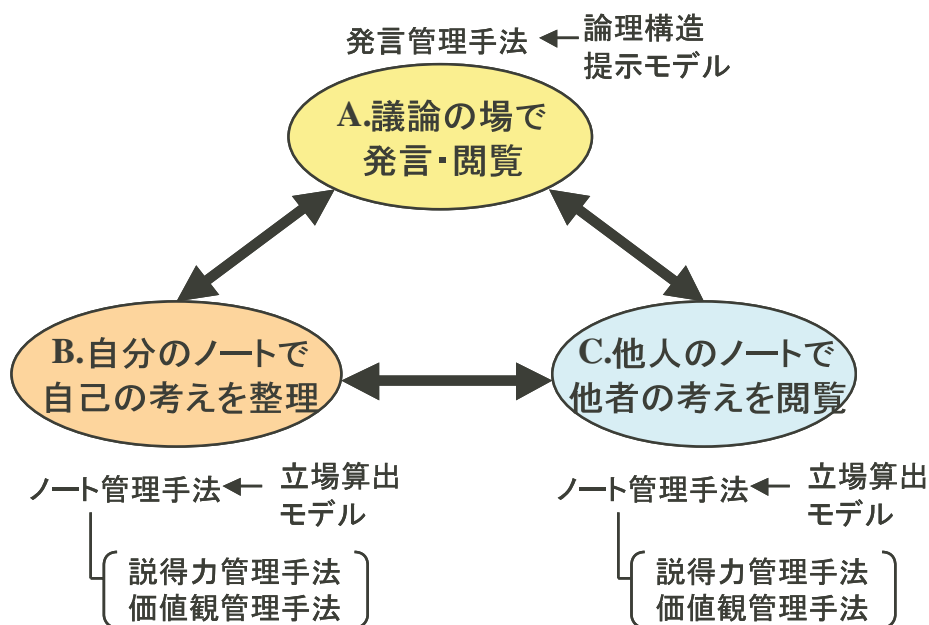 発言管理手法
論理構造
提示モデル
A.議論の場で
発言・閲覧
B.自分のノートで
自己の考えを整理
C.他人のノートで
他者の考えを閲覧
ノート管理手法
立場算出
モデル
説得力管理手法
価値観管理手法
ノート管理手法
立場算出
モデル
説得力管理手法
価値観管理手法